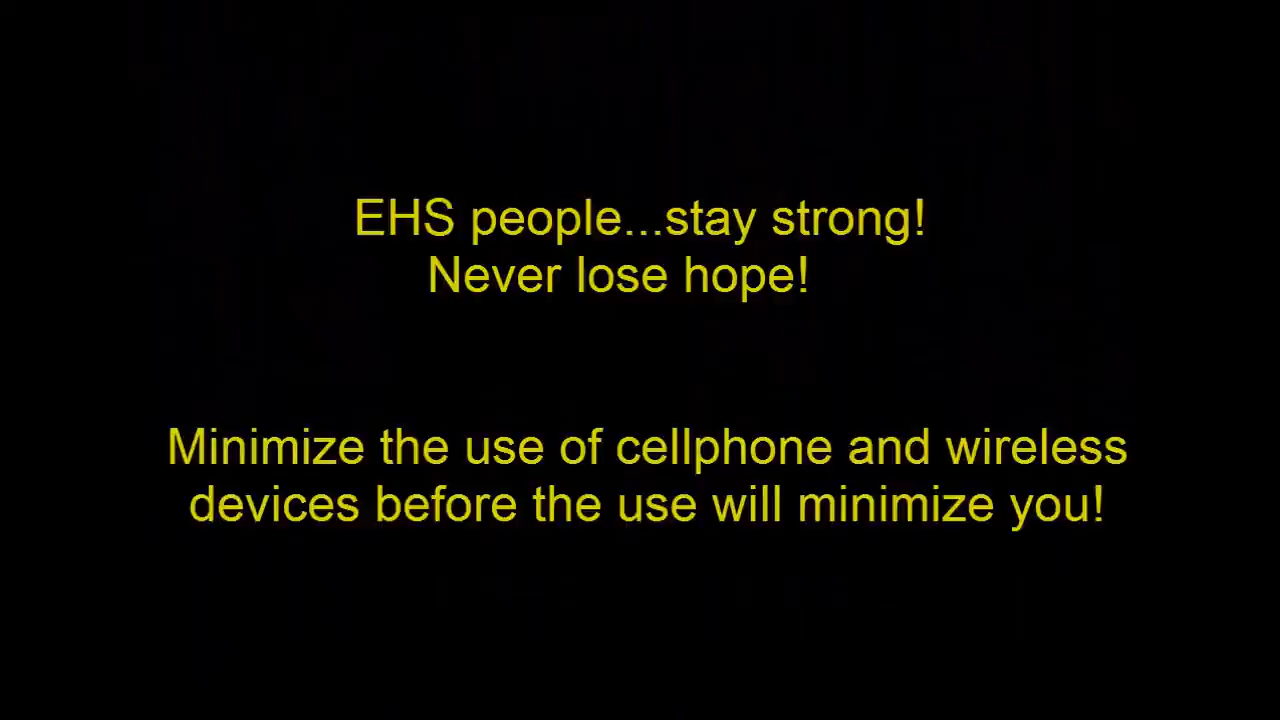 EHS people...stay strong!
Never lose hope!
Minimize the use of cellphone and wireless
devices before the use will minimize you!